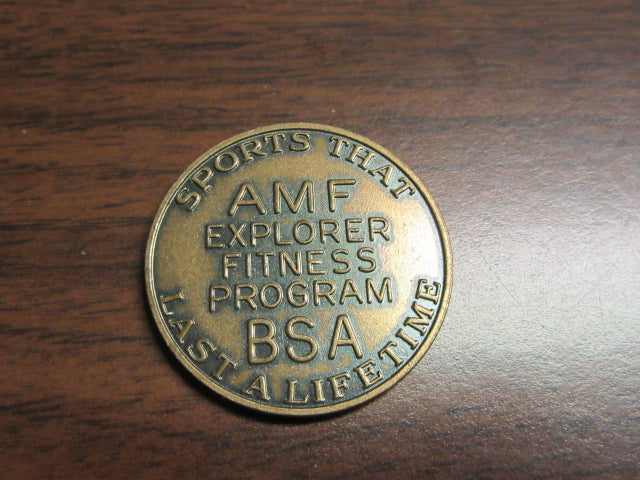 SPORTS THAT
AMF
EXPLORER
FITNESS
PROGRAM
BSA
LAST A LIFETIME